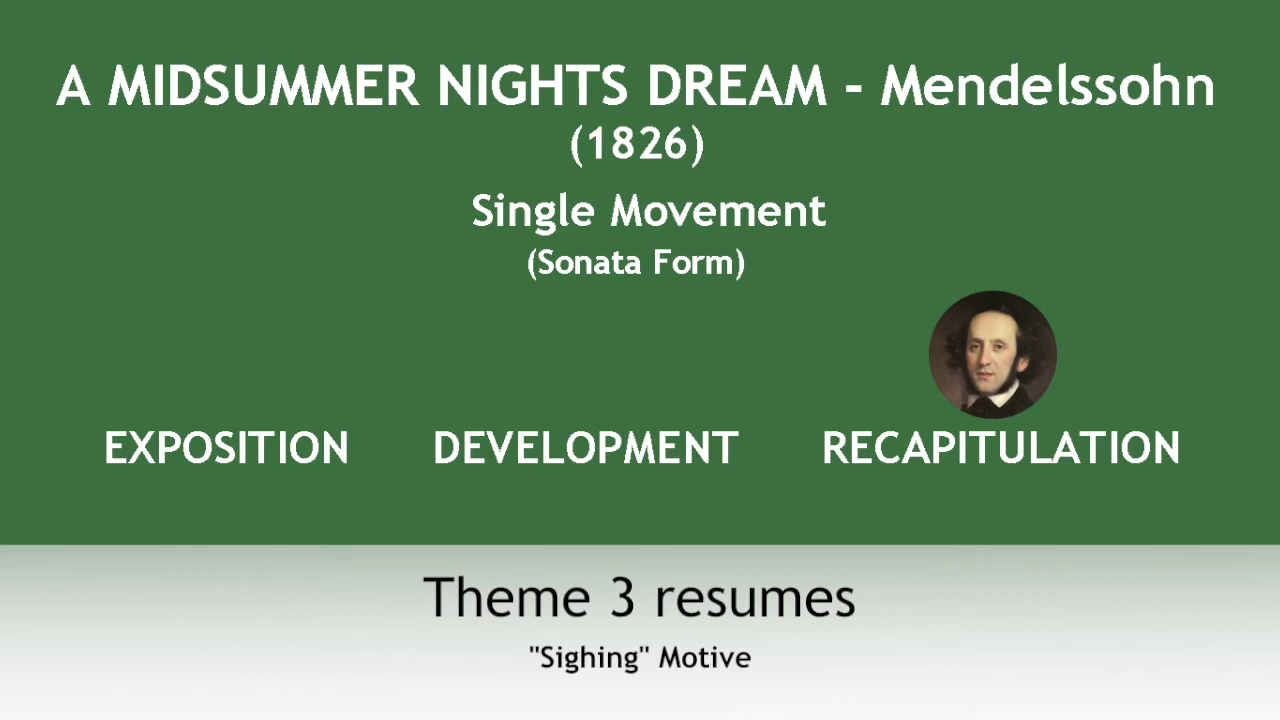 A MIDSUMMER NIGHTS DREAM - Mendelssohn
(1826)
Single Movement
(Sonata Form)
EXPOSITION DEVELOPMENT RECAPITULATION
Theme 3 resumes
"Sighing" Motive